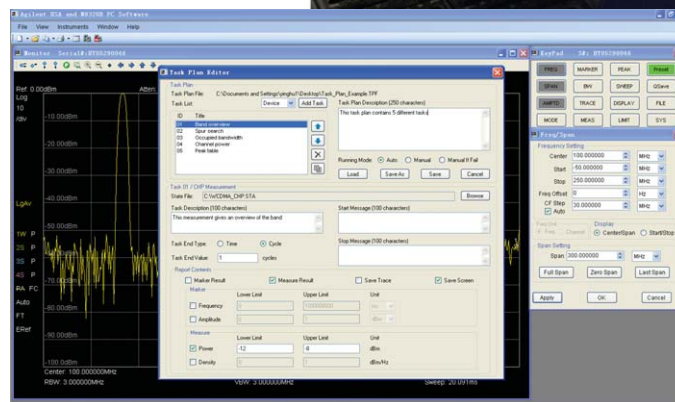 Agilent HSA and N9330B PC Software
File View Instruments Window Help
Monitor Serial#:
Ref 0.00dBm Atten:
Log
10
/div
-10.00dBm
-20.00dBm
-30.00dBm
-40.00dBm
LgAv
-50.00dBm
1W P
2S P
3S P
4S P
FA FC
Auto
-80.00dBm
FT
ERef
-90.00dBm
-100.0dBm
Center: 100.000000MHz
RBW: 3.000000MHz VBW: 3.000000MHz Sweep: 20.091ms
Task Plan Editor
Task Plan
Task Plan File: C:\Documents and Settings\yinghu1\Desktop\Task_Plan_Example.TPF
Task List Device Add Task Task Plan Description (250 characters)
This task plan contains 5 different tasks
ID Title
01 Band overview
02 Spur search
03 Occupied bandwidth
04 Channel power
05 Peak table
Running Mode: Auto Manual Manual If Fail
Load Save As Save Cancel
Task 01 / CHP Measurement
State File: C:\WCDMA_CHP.STA Browse
Task Description (100 characters) Start Message (100 characters)
This measurement gives an overview of the band
Task End Type: Time Cycle Stop Message (100 characters)
Task End Value: 1 cycles
Report Contents
Marker Result Measure Result Save Trace Save Screen
Marker
Lower Limit Upper Limit Unit
Frequency
Amplitude
Measure
Lower Limit Upper Limit Unit
Power -12 -8 dBm
Density dBm/Hz
KeyPad
FREQ MARKER PEAK Preset
SPAN BW SWEEP QSave
AMPTD TRACE DISPLAY FILE
MODE MEAS LIMIT SYS
Freq/Span
Frequency Setting
Center 100.000000 MHz
Start -50.000000 MHz
Stop 250.000000 MHz
Freq Offset 0 Hz
CF Step 30.000000 MHz
Auto
Display
Freq Channel Center/Span Start/Stop
Span Setting
Span 300.000000 MHz
Full Span Zero Span Last Span
Apply OK Cancel